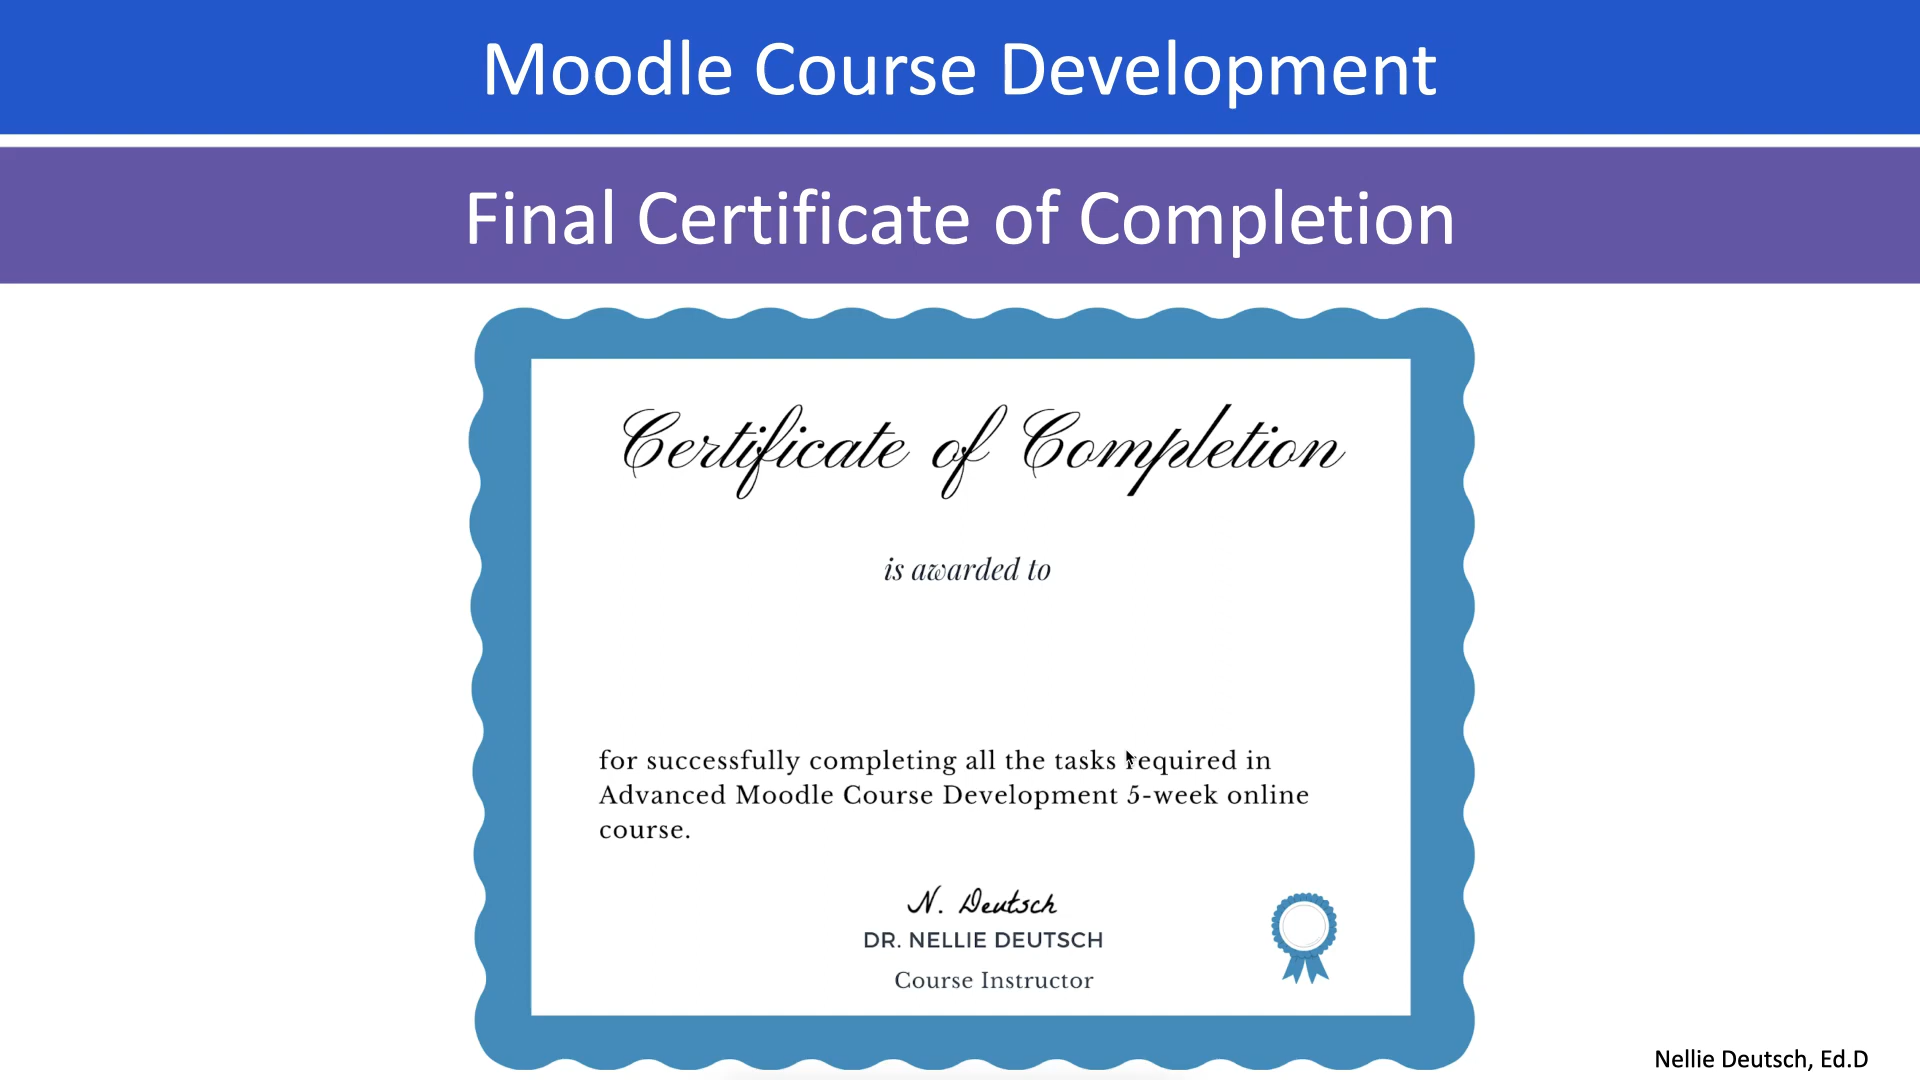 Moodle Course Development
Final Certificate of Completion
Certificate of Completion
is awarded to
for successfully completing all the tasks required in
Advanced Moodle Course Development 5-week online
course.
N. Deutsch
DR. NELLIE DEUTSCH
Course Instructor
Nellie Deutsch, Ed.D